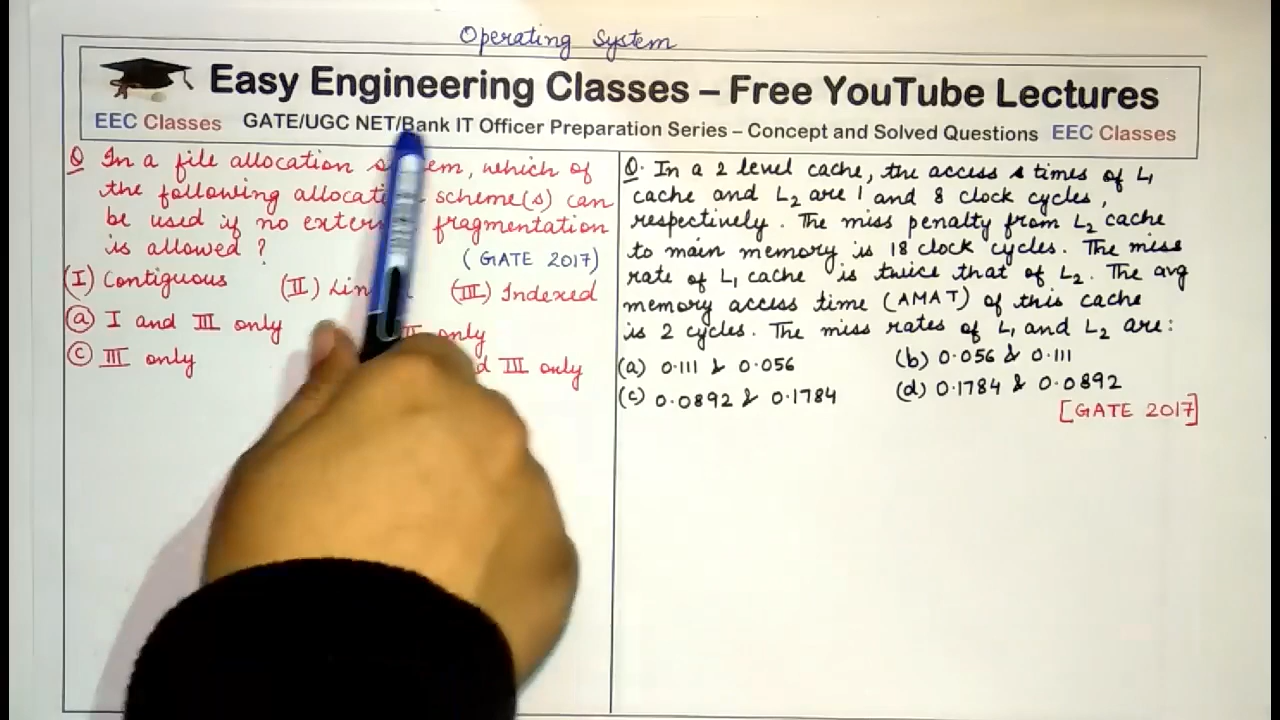 Operating System
Easy Engineering Classes – Free YouTube Lectures
EEC Classes GATE/UGC NET/Bank IT Officer Preparation Series – Concept and Solved Questions EEC Classes
Q In a file allocation em, which of
the following allocati scheme(s) can
be used if no exter fragmentation
is allowed ?
(GATE 2017)
(I) Contiguous (II) Lin (III) Indexed
(a) I and III only III only
(c) III only d III only
Q. In a 2 level cache, the access times of L1
cache and L2 are 1 and 8 clock cycles,
respectively. The miss penalty from L2 cache
to main memory is 18 clock cycles. The miss
rate of L1 cache is twice that of L2. The avg
memory access time (AMAT) of this cache
is 2 cycles. The miss rates of L1 and L2 are:
(a) 0.111 & 0.056 (b) 0.056 & 0.111
(c) 0.0892 & 0.1784 (d) 0.1784 & 0.0892
[GATE 2017]